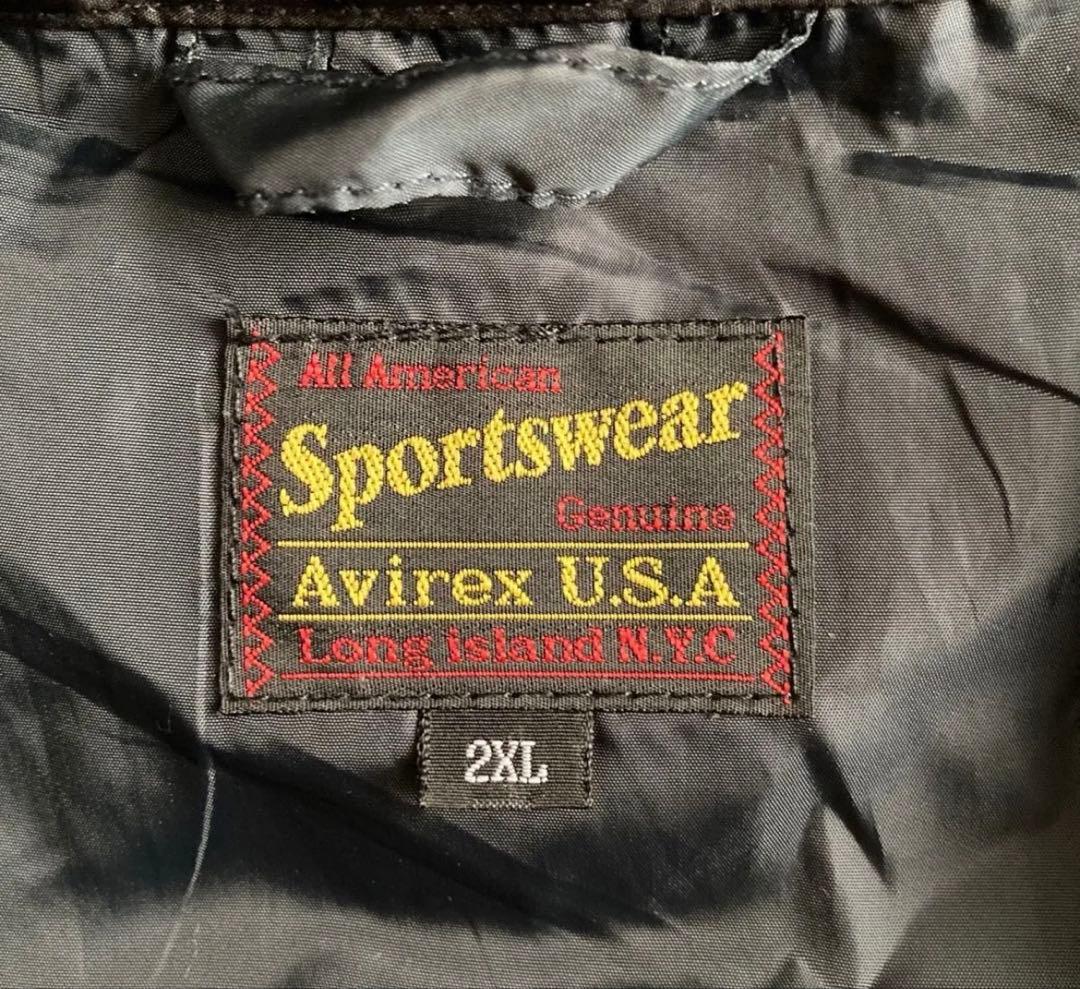 All American
Sportswear
Genuine
Avirex U.S.A
Long island N.Y.C
2XL